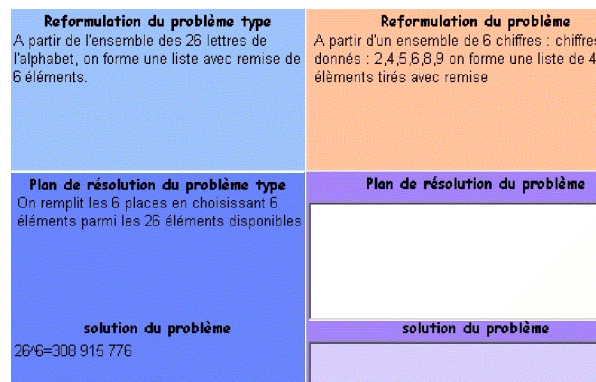 Reformulation du problème type
A partir de l'ensemble des 26 lettres de
l'alphabet, on forme une liste avec remise de
6 éléments.
Reformulation du problème
A partir d'un ensemble de 6 chiffres : chiffres
donnés : 2,4,5,6,8,9 on forme une liste de 4
élèments tirés avec remise
Plan de résolution du problème type
On remplit les 6 places en choisissant 6
éléments parmi les 26 éléments disponibles
Plan de résolution du problème
solution du problème
26^6=308 915 776
solution du problème